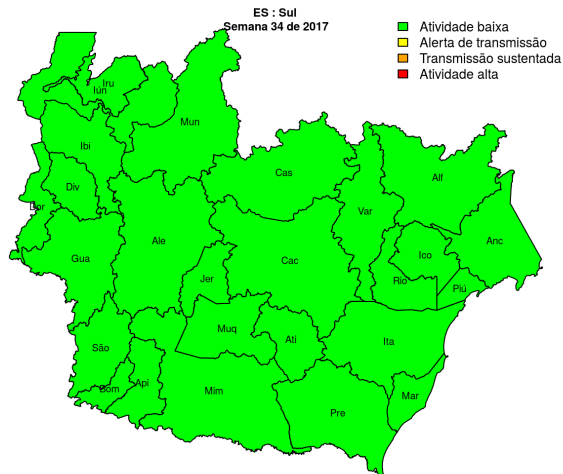 ES : Sul
Semana 34 de 2017
Atividade baixa
Alerta de transmissão
Transmissão sustentada
Atividade alta
Iru
Iún
Mun
Ibi
Cas
Alf
Div
Dor
Var
Ale
Anc
Gua
Cac
Ico
Jer
Rio
Piú
Muq
Ati
Ita
São
Bom
Api
Mim
Mar
Pre